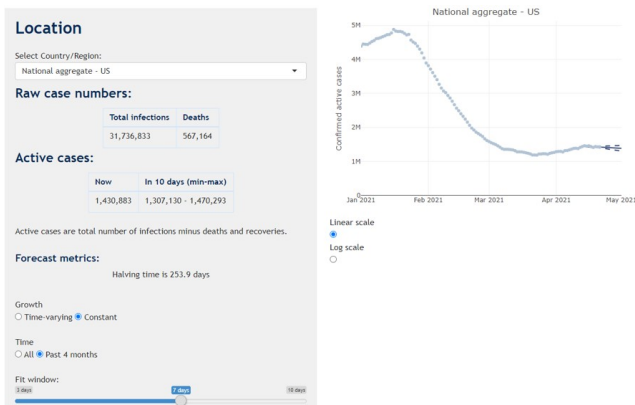 Location
Select Country/Region:
National aggregate - US
Raw case numbers:
Total infections Deaths
31,736,833 567,164
Active cases:
Now In 10 days (min-max)
1,430,883 1,307,130 - 1,470,293
Active cases are total number of infections minus deaths and recoveries.
Forecast metrics:
Halving time is 253.9 days
Growth
Time-varying Constant
Time
All Past 4 months
Fit window:
3 days 7 days 10 days
National aggregate - US
Confirmed active cases
5M
4M
3M
2M
1M
0
Jan 2021 Feb 2021 Mar 2021 Apr 2021 May 2021
Linear scale
Log scale